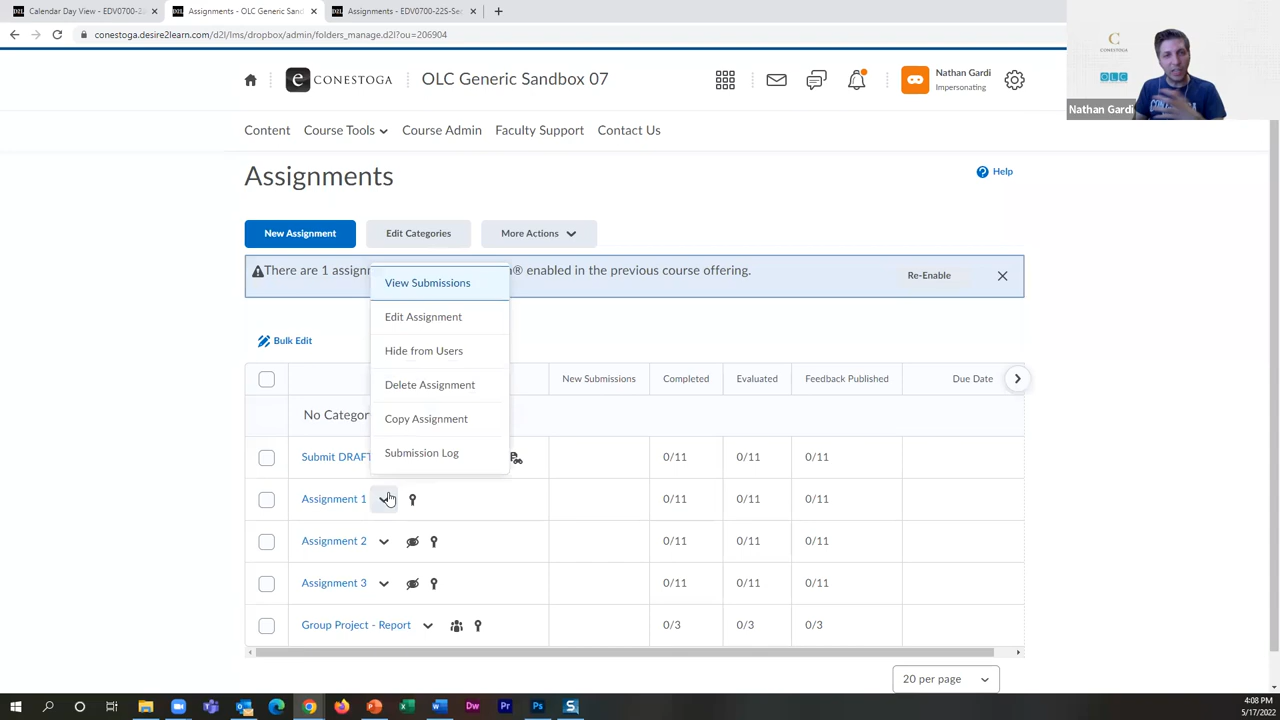 Calendar Day View - EDV0700-22
Assignments - OLC Generic Sandb
Assignments - EDV0700-22S-Se
conestoga.desire2learn.com/d2l/lms/dropbox/admin/folders_manage.d2l?ou=206904
CONESTOGA
OLC Generic Sandbox 07
Nathan Gardi
Impersonating
CONESTOGA
OLC
Nathan Gardi
Content
Course Tools
Course Admin
Faculty Support
Contact Us
Assignments
Help
New Assignment
Edit Categories
More Actions
There are 1 assignm
® enabled in the previous course offering.
Re-Enable
View Submissions
Edit Assignment
Hide from Users
Delete Assignment
Copy Assignment
Submission Log
Bulk Edit
New Submissions Completed Evaluated Feedback Published Due Date
No Categor
Submit DRAFT 0/11 0/11 0/11
Assignment 1 0/11 0/11 0/11
Assignment 2 0/11 0/11 0/11
Assignment 3 0/11 0/11 0/11
Group Project - Report 0/3 0/3 0/3
20 per page
4:08 PM
5/17/2022